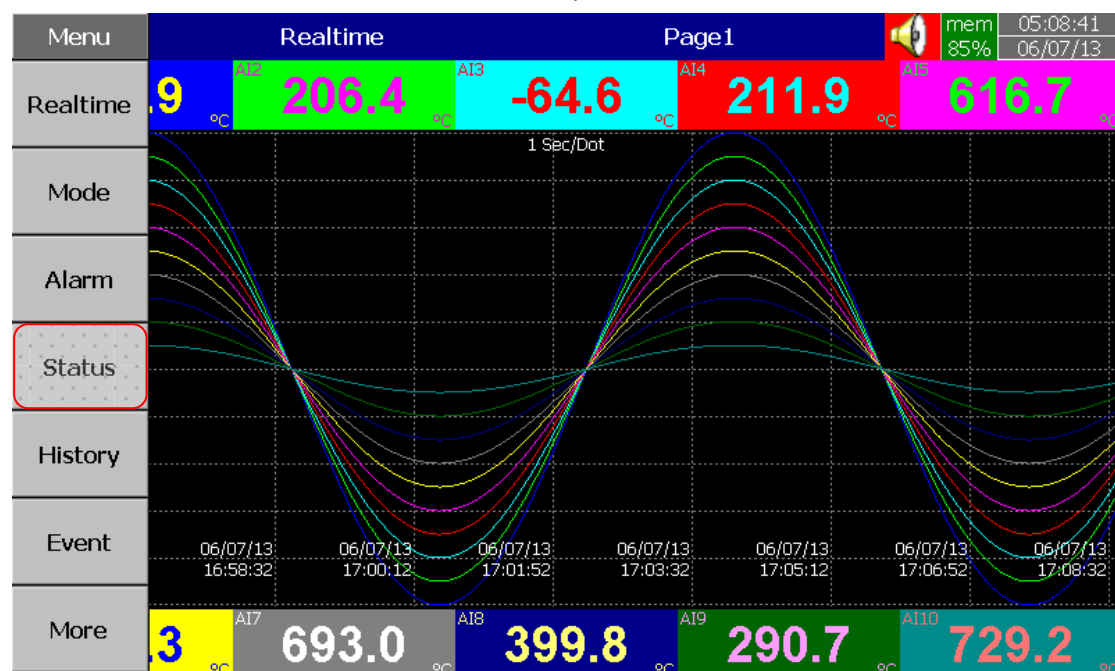 Menu
Realtime
Page1
mem
85%
05:08:41
06/07/13
Realtime
Mode
Alarm
Status
History
Event
More
.9 °C
AI2 206.4 °C
AI3 -64.6 °C
AI4 211.9 °C
AI5 616.7 °C
1 Sec/Dot
06/07/13
16:58:32
06/07/13
17:00:12
06/07/13
17:01:52
06/07/13
17:03:32
06/07/13
17:05:12
06/07/13
17:06:52
06/07/13
17:08:32
.3 °C
AI7 693.0 °C
AI8 399.8 °C
AI9 290.7 °C
AI10 729.2 °C